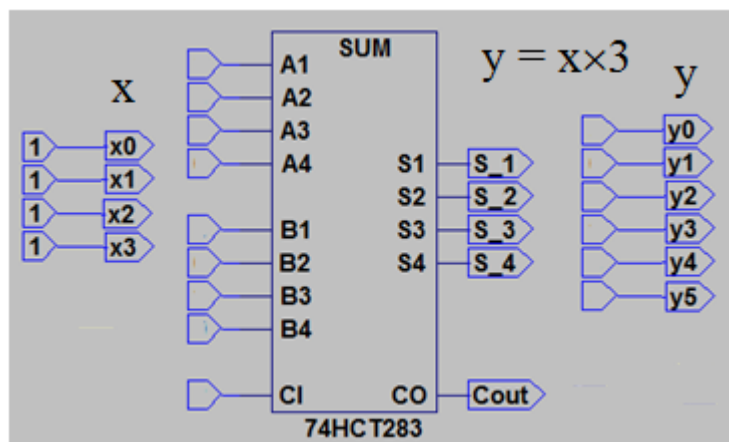 x
1 x0
1 x1
1 x2
1 x3
SUM
A1
A2
A3
A4
B1
B2
B3
B4
CI
S1 S_1
S2 S_2
S3 S_3
S4 S_4
CO Cout
74HCT283
y = x×3
y
y0
y1
y2
y3
y4
y5